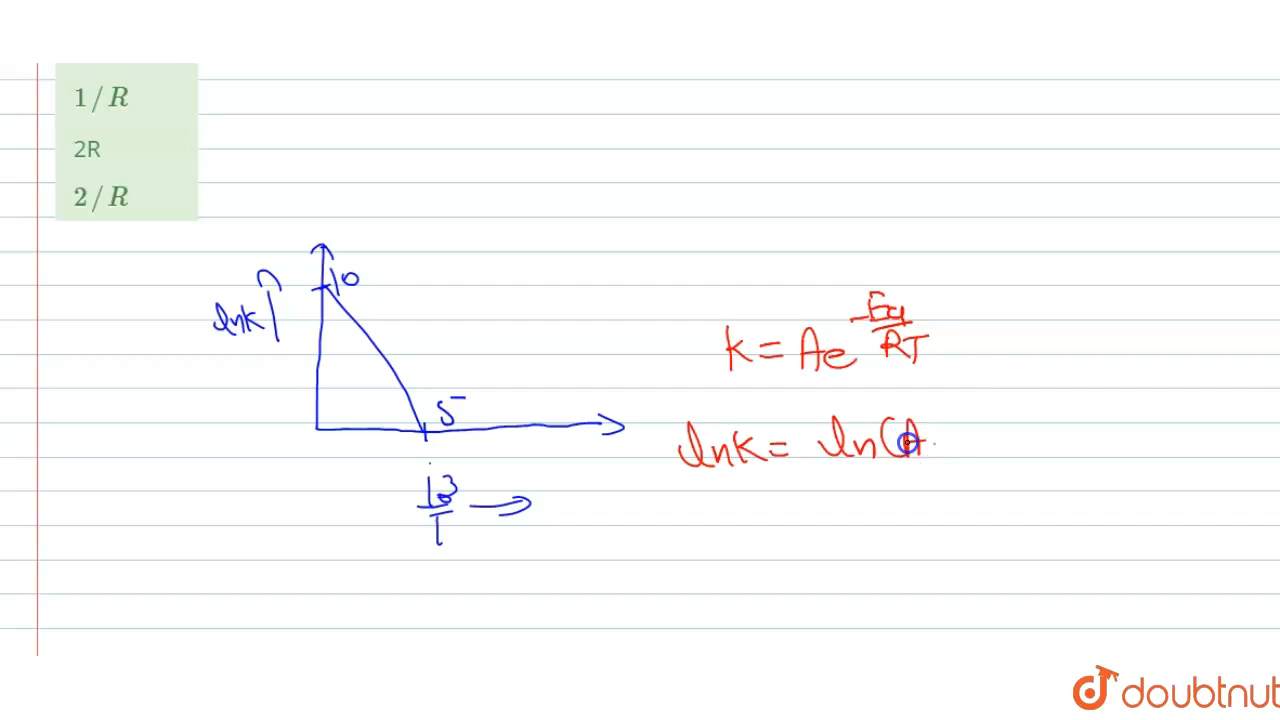 1/R
2R
2/R
10
lnk
5
10³/T
k = Ae^(-Ea/RT)
lnk = ln(A
doubtnut